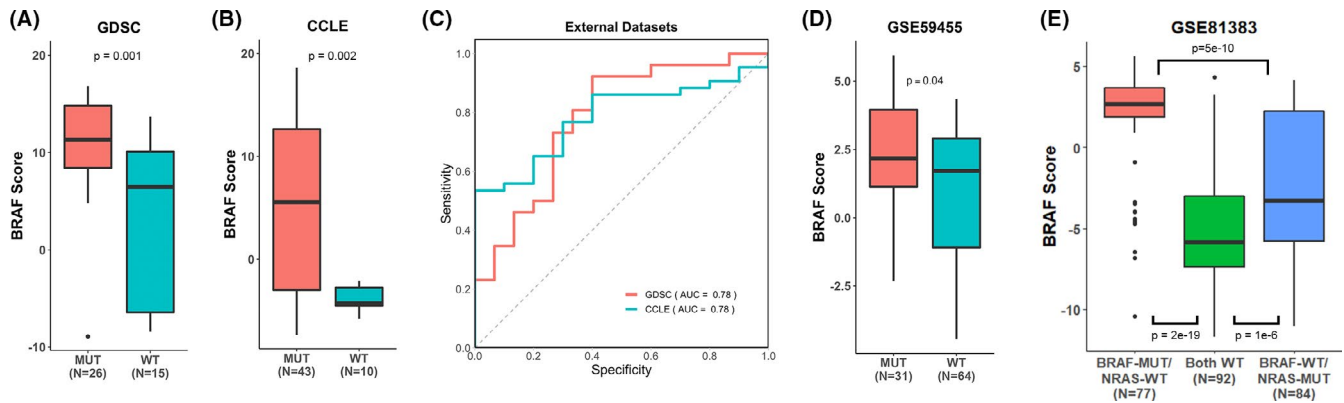 (A)
GDSC
p = 0.001
BRAF Score
20
10
0
-10
MUT
(N=26)
WT
(N=15)
(B)
CCLE
p = 0.002
BRAF Score
20
10
0
MUT
(N=43)
WT
(N=10)
(C)
External Datasets
Sensitivity
1.0
0.8
0.6
0.4
0.2
0.0
GDSC ( AUC = 0.78 )
CCLE ( AUC = 0.78 )
0.0 0.2 0.4 0.6 0.8 1.0
Specificity
(D)
GSE59455
p = 0.04
BRAF Score
5.0
2.5
0.0
-2.5
MUT
(N=31)
WT
(N=64)
(E)
GSE81383
p=5e-10
BRAF Score
5
0
-5
-10
p = 2e-19
p = 1e-6
BRAF-MUT/
NRAS-WT
(N=77)
Both WT
(N=92)
BRAF-WT/
NRAS-MUT
(N=84)